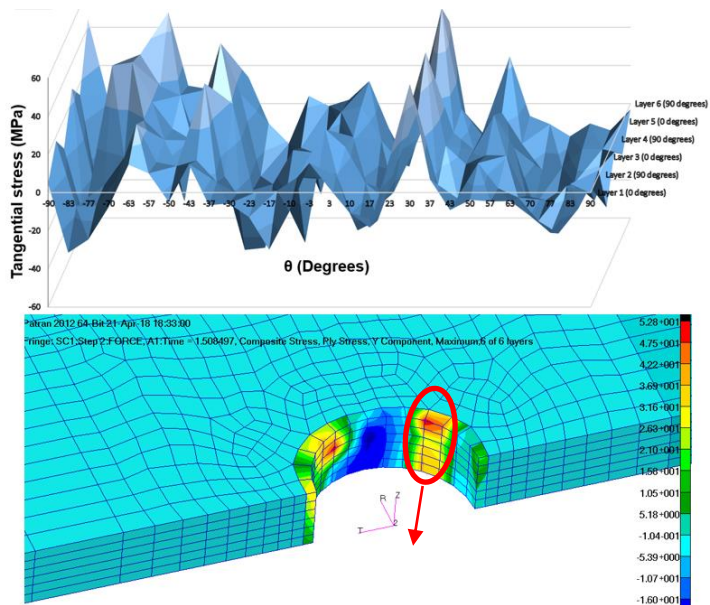 60
40
20
0
-20
-40
-60
Tangential stress (MPa)
-90 -83 -77 -70 -63 -57 -50 -43 -37 -30 -23 -17 -10 -3 3 10 17 23 30 37 43 50 57 63 70 77 83 90
θ (Degrees)
Layer 6 (90 degrees)
Layer 5 (0 degrees)
Layer 4 (90 degrees)
Layer 3 (0 degrees)
Layer 2 (90 degrees)
Layer 1 (0 degrees)
Patran 2012 64-Bit 21-Apr-18 18:33:00
Fringe: SC1:Step 2:FORCE, A1:Time = 1.508497, Composite Stress, Ply Stress, Y Component, Maximum,6 of 6 layers
5.28+001
4.75+001
4.22+001
3.69+001
3.16+001
2.63+001
2.10+001
1.58+001
1.05+001
5.18+000
-1.04-001
-5.39+000
-1.07+001
-1.60+001
R
Z
T
2